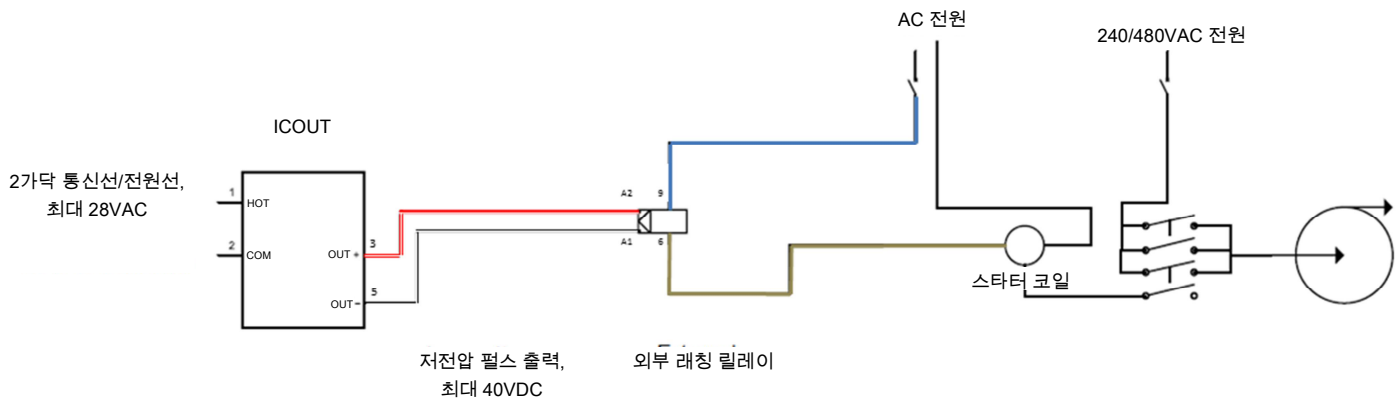 AC 전원
240/480VAC 전원
ICOUT
2가닥 통신선/전원선,
최대 28VAC
1
HOT
2
COM
OUT +
3
OUT -
5
A2
9
A1
6
스타터 코일
저전압 펄스 출력,
최대 40VDC
외부 래칭 릴레이